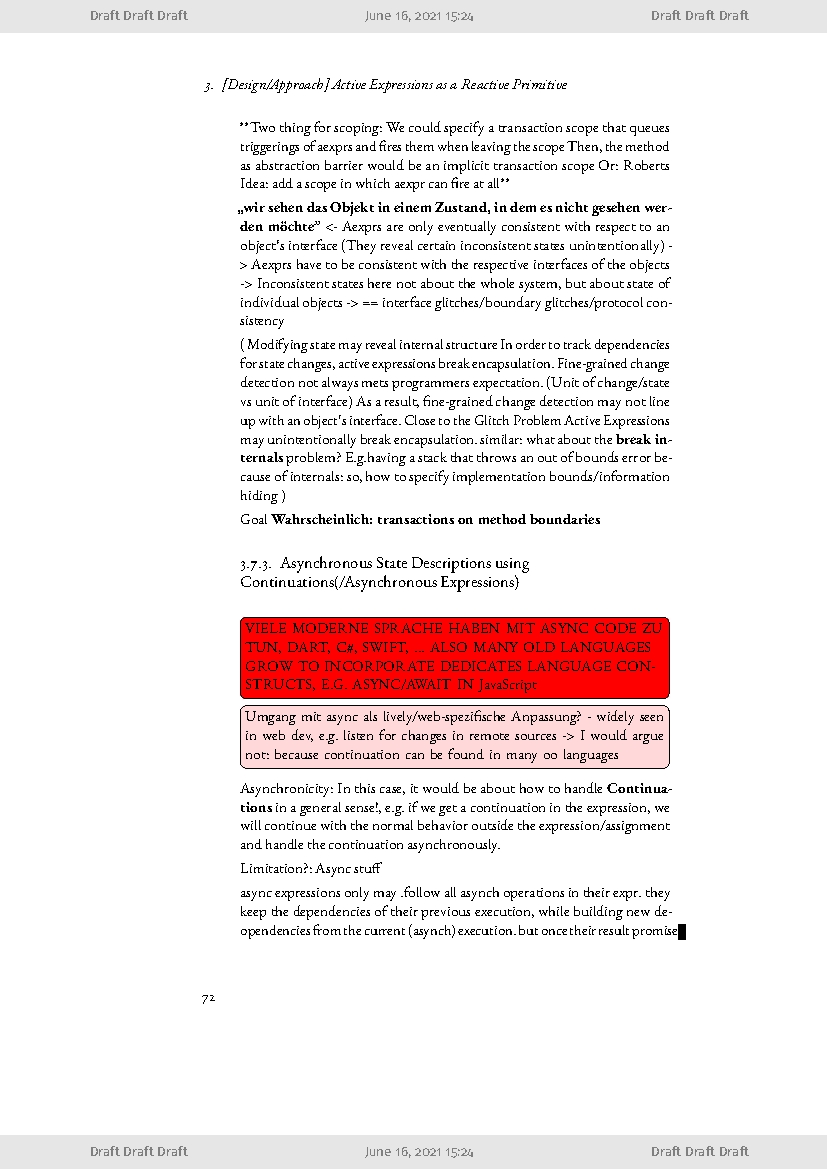 Draft Draft Draft June 16, 2021 15:24 Draft Draft Draft
3. [Design/Approach] Active Expressions as a Reactive Primitive
**Two thing for scoping: We could specify a transaction scope that queues
triggerings of aexprs and fires them when leaving the scope Then, the method
as abstraction barrier would be an implicit transaction scope Or: Roberts
Idea: add a scope in which aexpr can fire at all**
„wir sehen das Objekt in einem Zustand, in dem es nicht gesehen wer-
den möchte” <- Aexprs are only eventually consistent with respect to an
object's interface (They reveal certain inconsistent states unintentionally) -
> Aexprs have to be consistent with the respective interfaces of the objects
-> Inconsistent states here not about the whole system, but about state of
individual objects -> == interface glitches/boundary glitches/protocol con-
sistency
( Modifying state may reveal internal structure In order to track dependencies
for state changes, active expressions break encapsulation. Fine-grained change
detection not always mets programmers expectation. (Unit of change/state
vs unit of interface) As a result, fine-grained change detection may not line
up with an object's interface. Close to the Glitch Problem Active Expressions
may unintentionally break encapsulation. similar: what about the break in-
ternals problem? E.g.having a stack that throws an out of bounds error be-
cause of internals: so, how to specify implementation bounds/information
hiding )
Goal Wahrscheinlich: transactions on method boundaries
3.7.3. Asynchronous State Descriptions using
Continuations(/Asynchronous Expressions)
VIELE MODERNE SPRACHE HABEN MIT ASYNC CODE ZU
TUN, DART, C#, SWIFT, ... ALSO MANY OLD LANGUAGES
GROW TO INCORPORATE DEDICATES LANGUAGE CON-
STRUCTS, E.G. ASYNC/AWAIT IN JavaScript
Umgang mit async als lively/web-spezifische Anpassung? - widely seen
in web dev, e.g. listen for changes in remote sources -> I would argue
not: because continuation can be found in many oo languages
Asynchronicity: In this case, it would be about how to handle Continua-
tions in a general sense!, e.g. if we get a continuation in the expression, we
will continue with the normal behavior outside the expression/assignment
and handle the continuation asynchronously.
Limitation?: Async stuff
async expressions only may .follow all asynch operations in their expr. they
keep the dependencies of their previous execution, while building new de-
opendencies from the current (asynch) execution. but once their result promise
72
Draft Draft Draft June 16, 2021 15:24 Draft Draft Draft